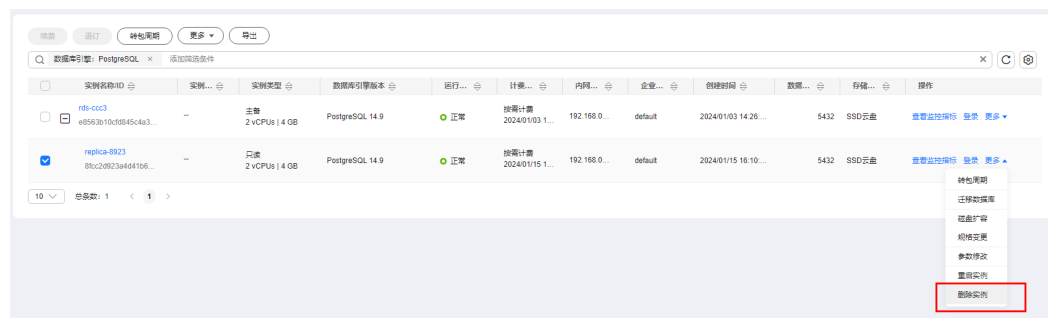 续费 退订 转包周期 更多 导出
数据库引擎: PostgreSQL × 添加筛选条件
实例名称/ID 实例... 实例类型 数据库引擎版本 运行... 计费... 内网... 企业... 创建时间 数据... 存储... 操作
rds-ccc3
e8563b10cfd845c4a3...
--
主备
2 vCPUs | 4 GB
PostgreSQL 14.9
正常
按需计费
2024/01/03 1...
192.168.0...
default
2024/01/03 14:26:...
5432
SSD云盘
查看监控指标 登录 更多
replica-8923
8fcc2d923a4d41b6...
--
只读
2 vCPUs | 4 GB
PostgreSQL 14.9
正常
按需计费
2024/01/15 1...
192.168.0...
default
2024/01/15 16:10:...
5432
SSD云盘
查看监控指标 登录 更多
转包周期
迁移数据库
磁盘扩容
规格变更
参数修改
重启实例
删除实例
10 总条数: 1 < 1 >